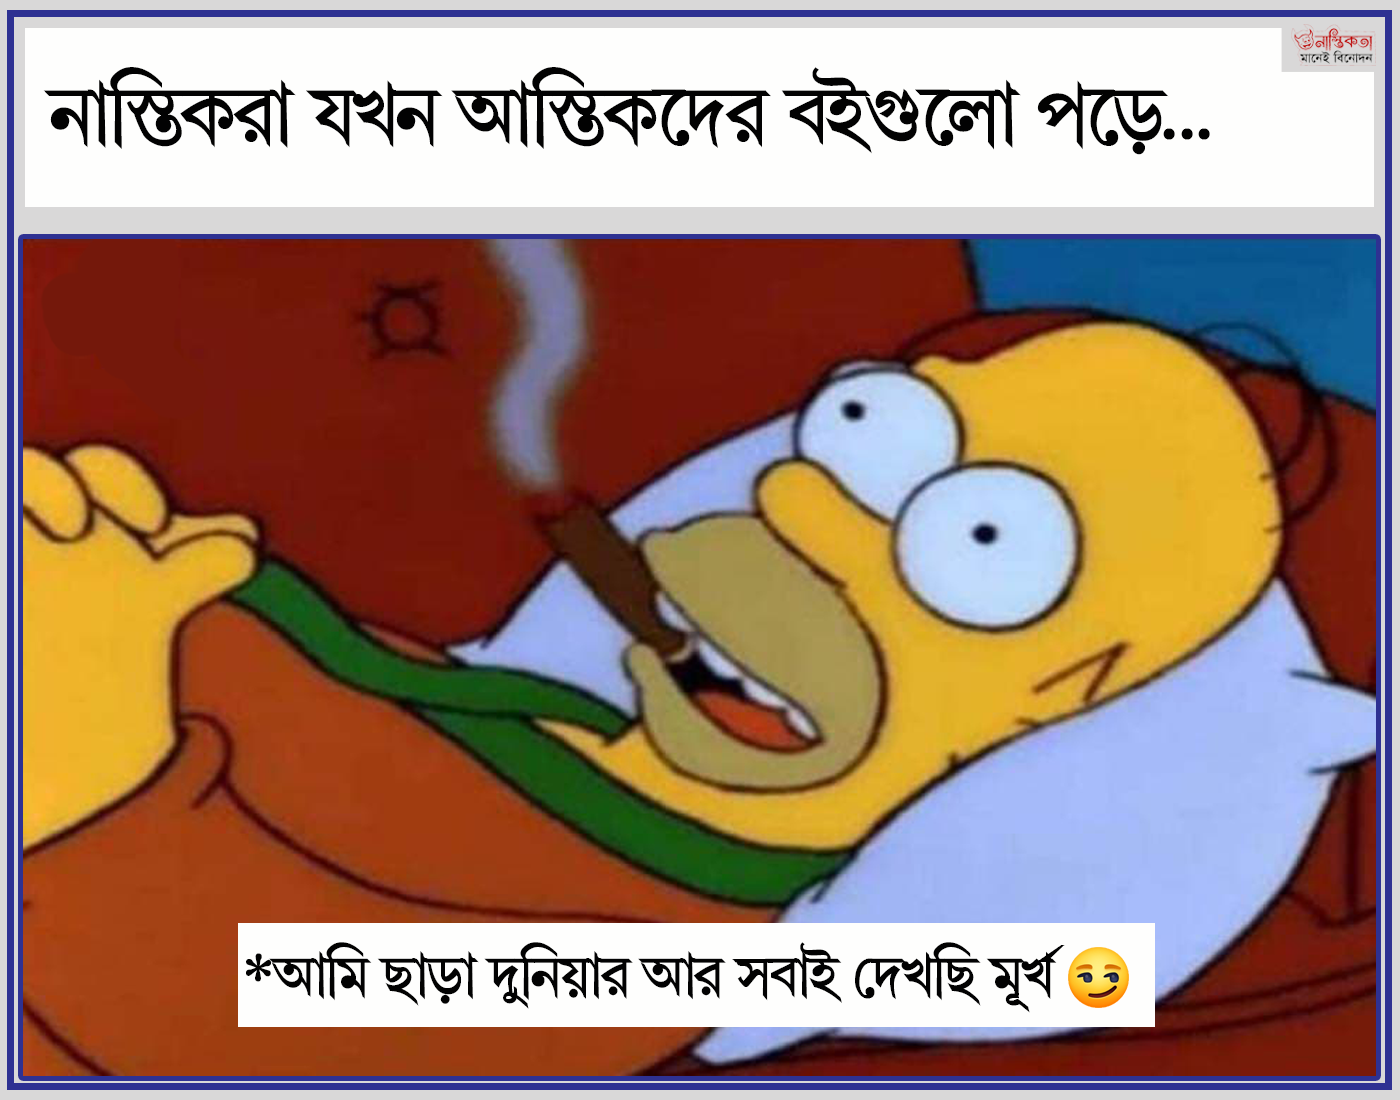 নাস্তিকতা
মানেই বিনোদন
নাস্তিকরা যখন আস্তিকদের বইগুলো পড়ে...
*আমি ছাড়া দুনিয়ার আর সবাই দেখছি মূর্খ 😏